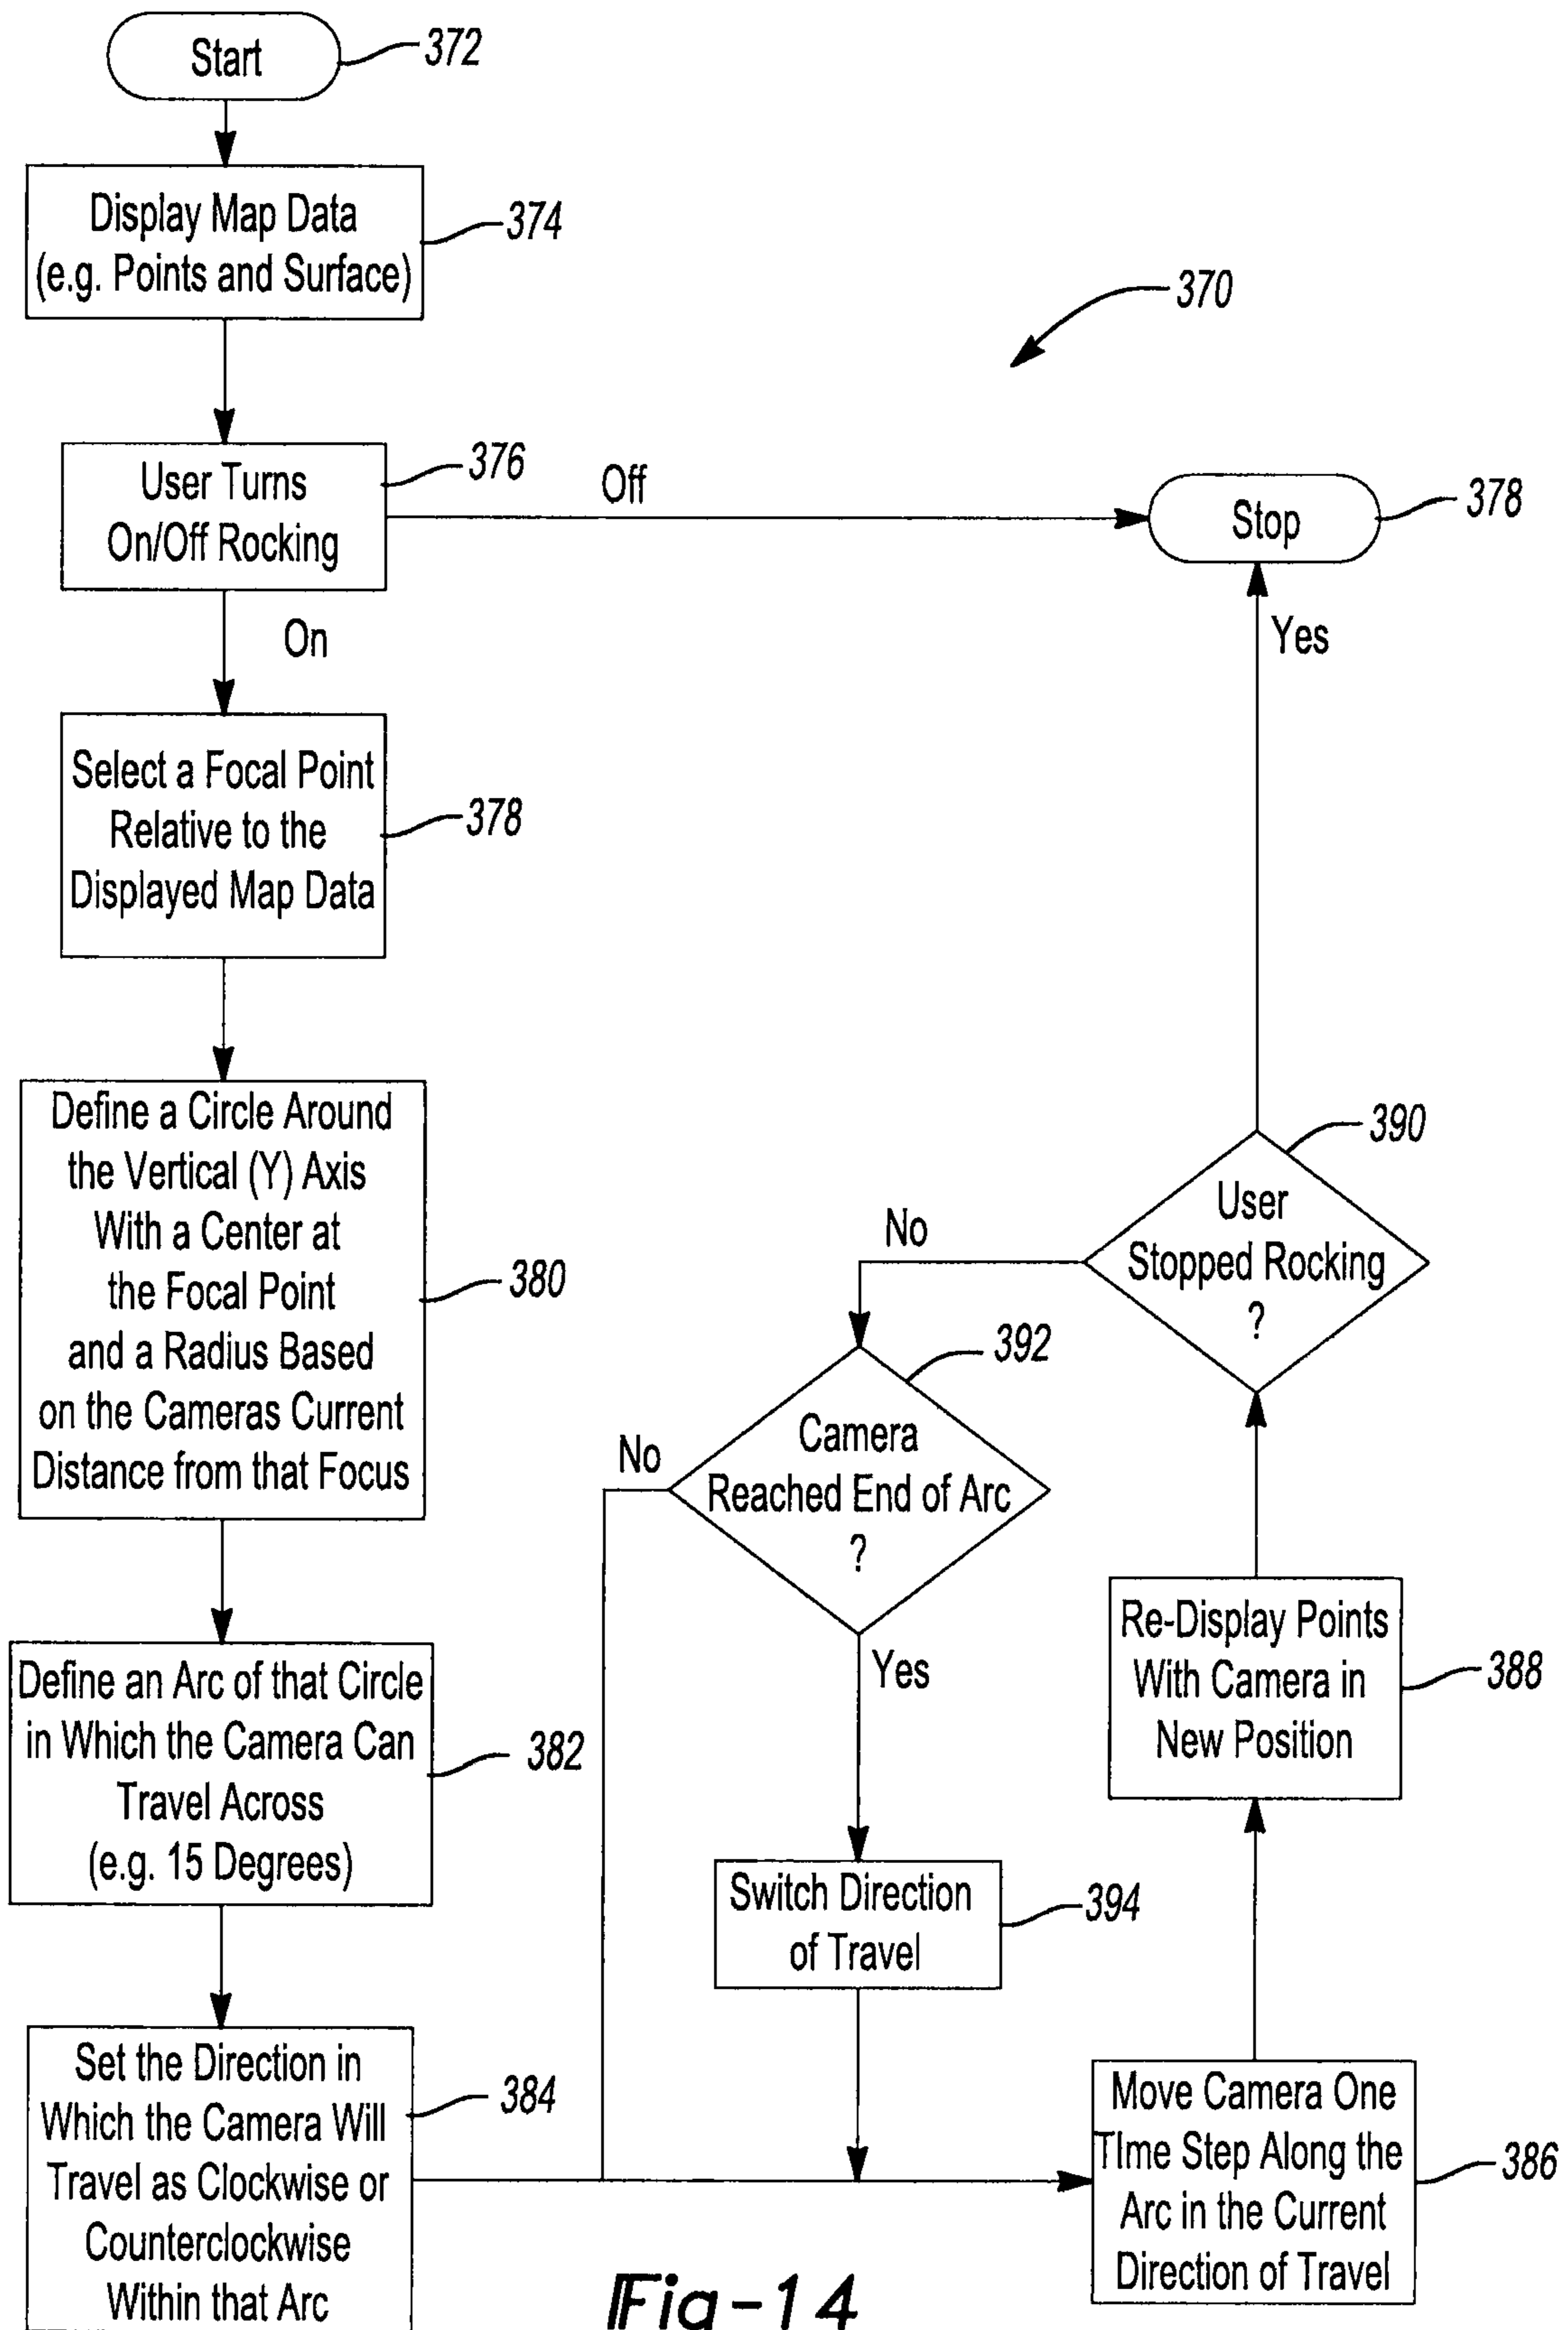 Start
372
Display Map Data
(e.g. Points and Surface)
374
370
User Turns
On/Off Rocking
376
Off
Stop
378
On
Yes
Select a Focal Point
Relative to the
Displayed Map Data
378
Define a Circle Around
the Vertical (Y) Axis
With a Center at
the Focal Point
and a Radius Based
on the Cameras Current
Distance from that Focus
380
User
Stopped Rocking
?
390
No
Camera
Reached End of Arc
?
392
No
Yes
Define an Arc of that Circle
in Which the Camera Can
Travel Across
(e.g. 15 Degrees)
382
Re-Display Points
With Camera in
New Position
388
Switch Direction
of Travel
394
Set the Direction in
Which the Camera Will
Travel as Clockwise or
Counterclockwise
Within that Arc
384
Move Camera One
TIme Step Along the
Arc in the Current
Direction of Travel
386
Fig-14